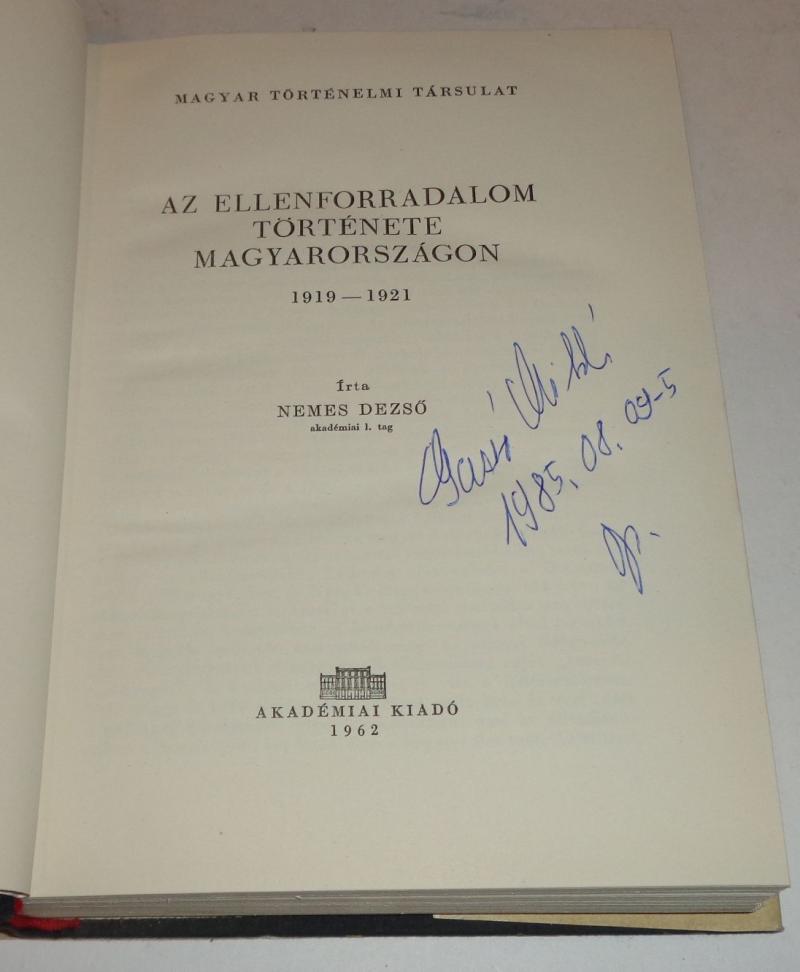 MAGYAR TÖRTÉNELMI TÁRSULAT
AZ ELLENFORRADALOM
TÖRTÉNETE
MAGYARORSZÁGON
1919 — 1921
Írta
NEMES DEZSŐ
akadémiai l. tag
1985. 08. 09-5
AKADÉMIAI KIADÓ
1962